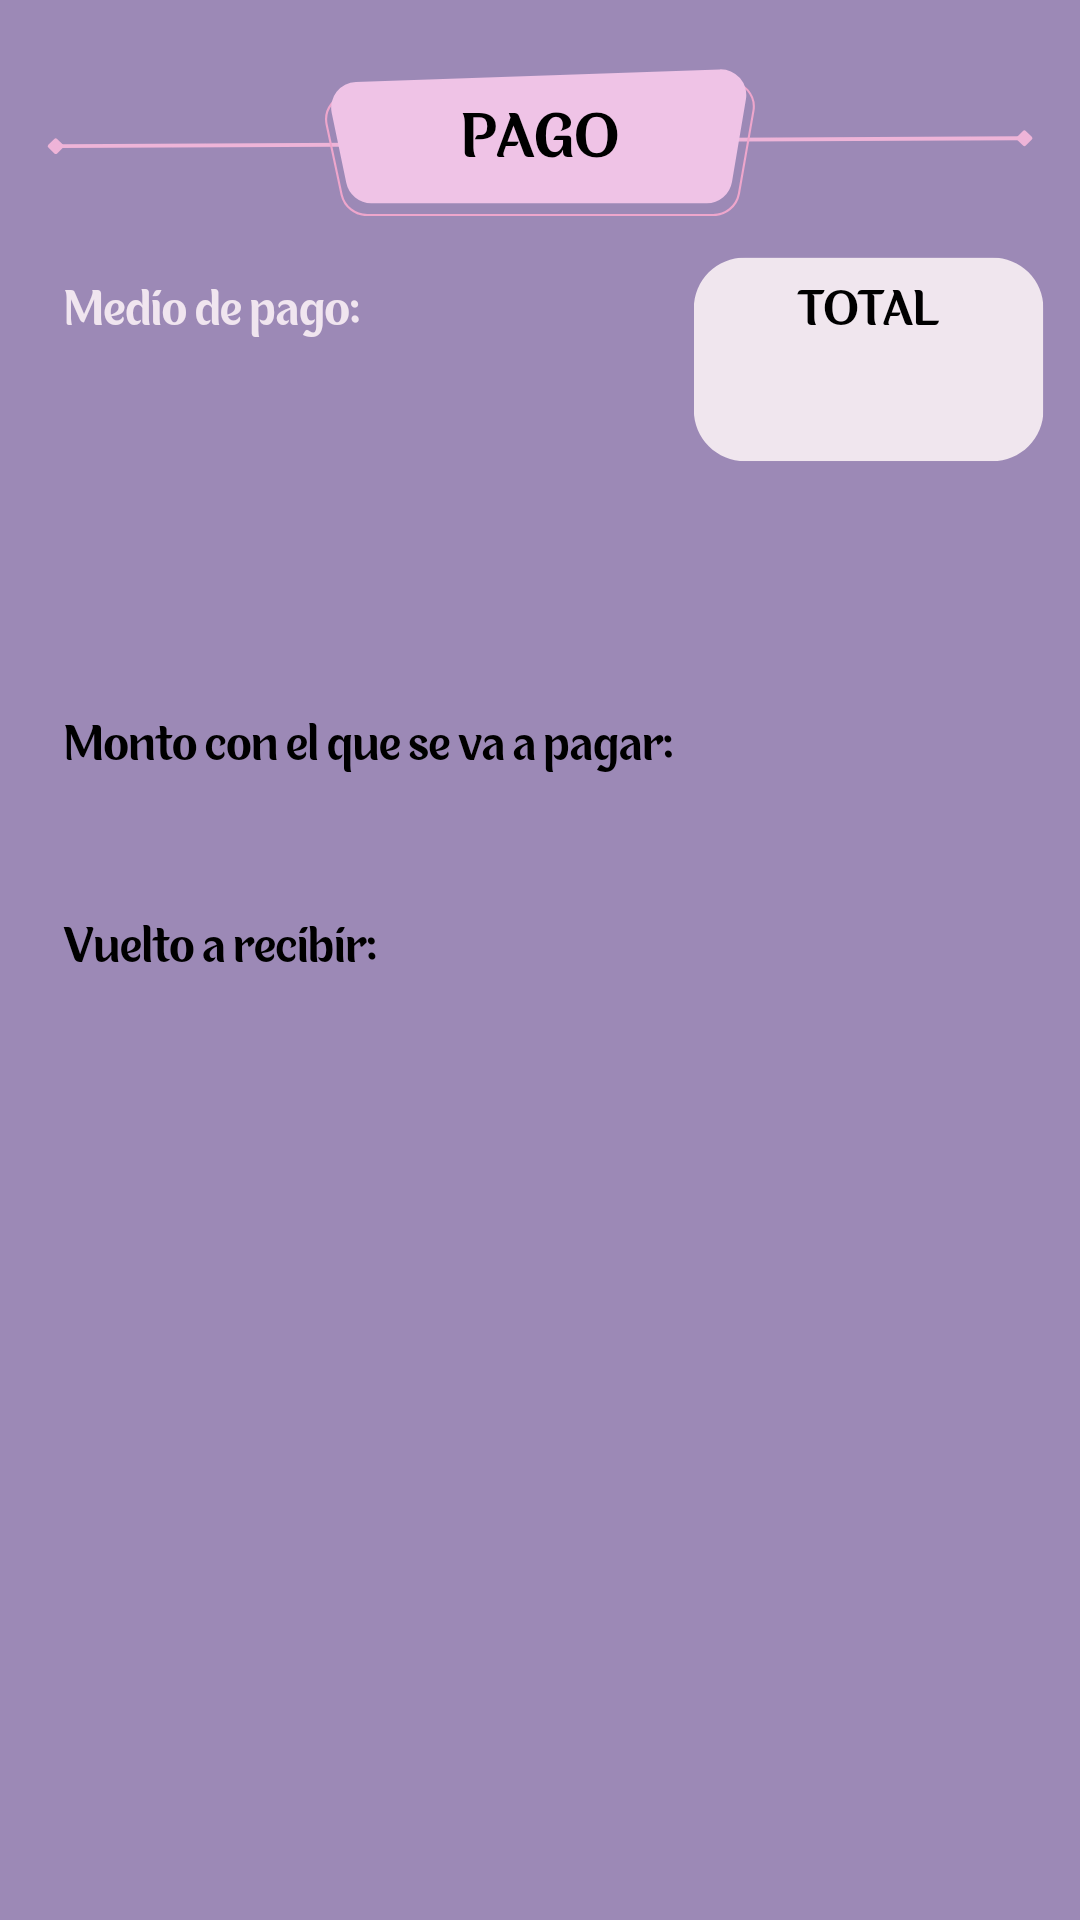 PAGO
Medio de pago:
TOTAL
Monto con el que se va a pagar:
Vuelto a recibir: